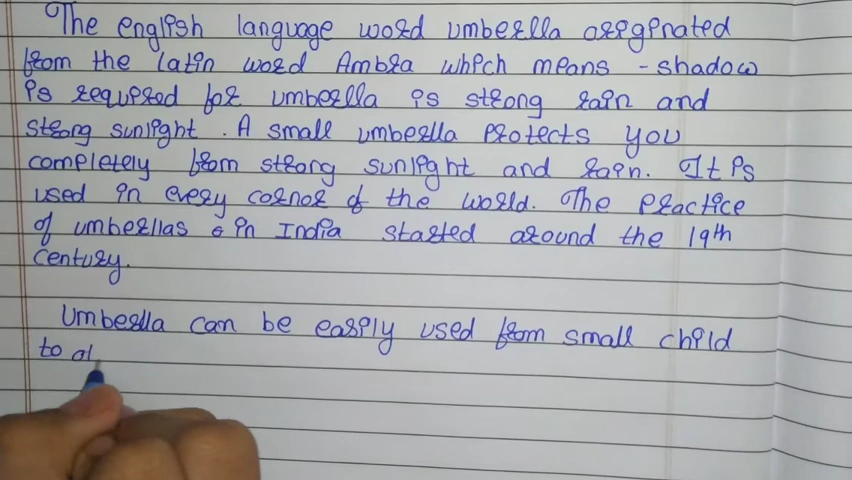 The english language word umbrella originated
from the latin word Ambra which means - shadow
is required for umbrella is strong rain and
strong sunlight. A small umbrella protects you
completely from strong sunlight and rain. It is
used in every cornor of the world. The practice
of umbrellas in India started around the 19th
century.
Umbrella can be easily used from small child
to ol